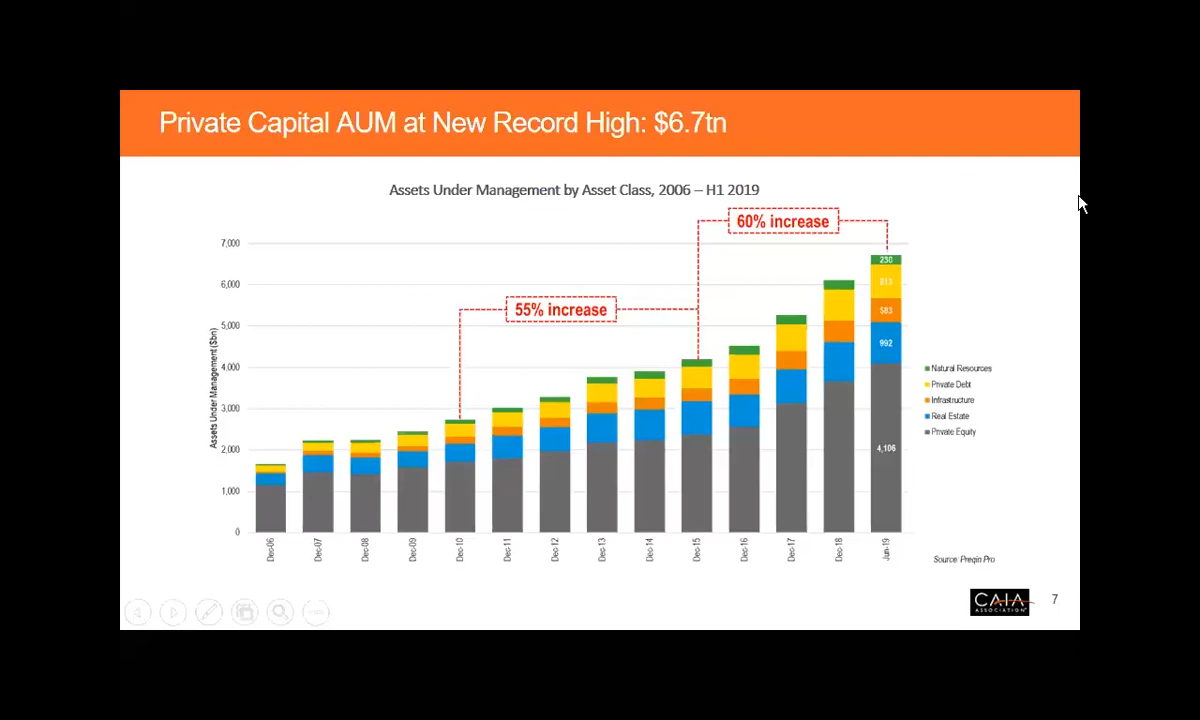 Private Capital AUM at New Record High: $6.7tn
Assets Under Management by Asset Class, 2006 – H1 2019
60% increase
55% increase
Assets Under Management ($bn)
7,000
6,000
5,000
4,000
3,000
2,000
1,000
0
230
813
583
992
4,106
Natural Resources
Private Debt
Infrastructure
Real Estate
Private Equity
Dec-06
Dec-07
Dec-08
Dec-09
Dec-10
Dec-11
Dec-12
Dec-13
Dec-14
Dec-15
Dec-16
Dec-17
Dec-18
Jun-19
Source: Preqin Pro
CAIA
ASSOCIATION
7